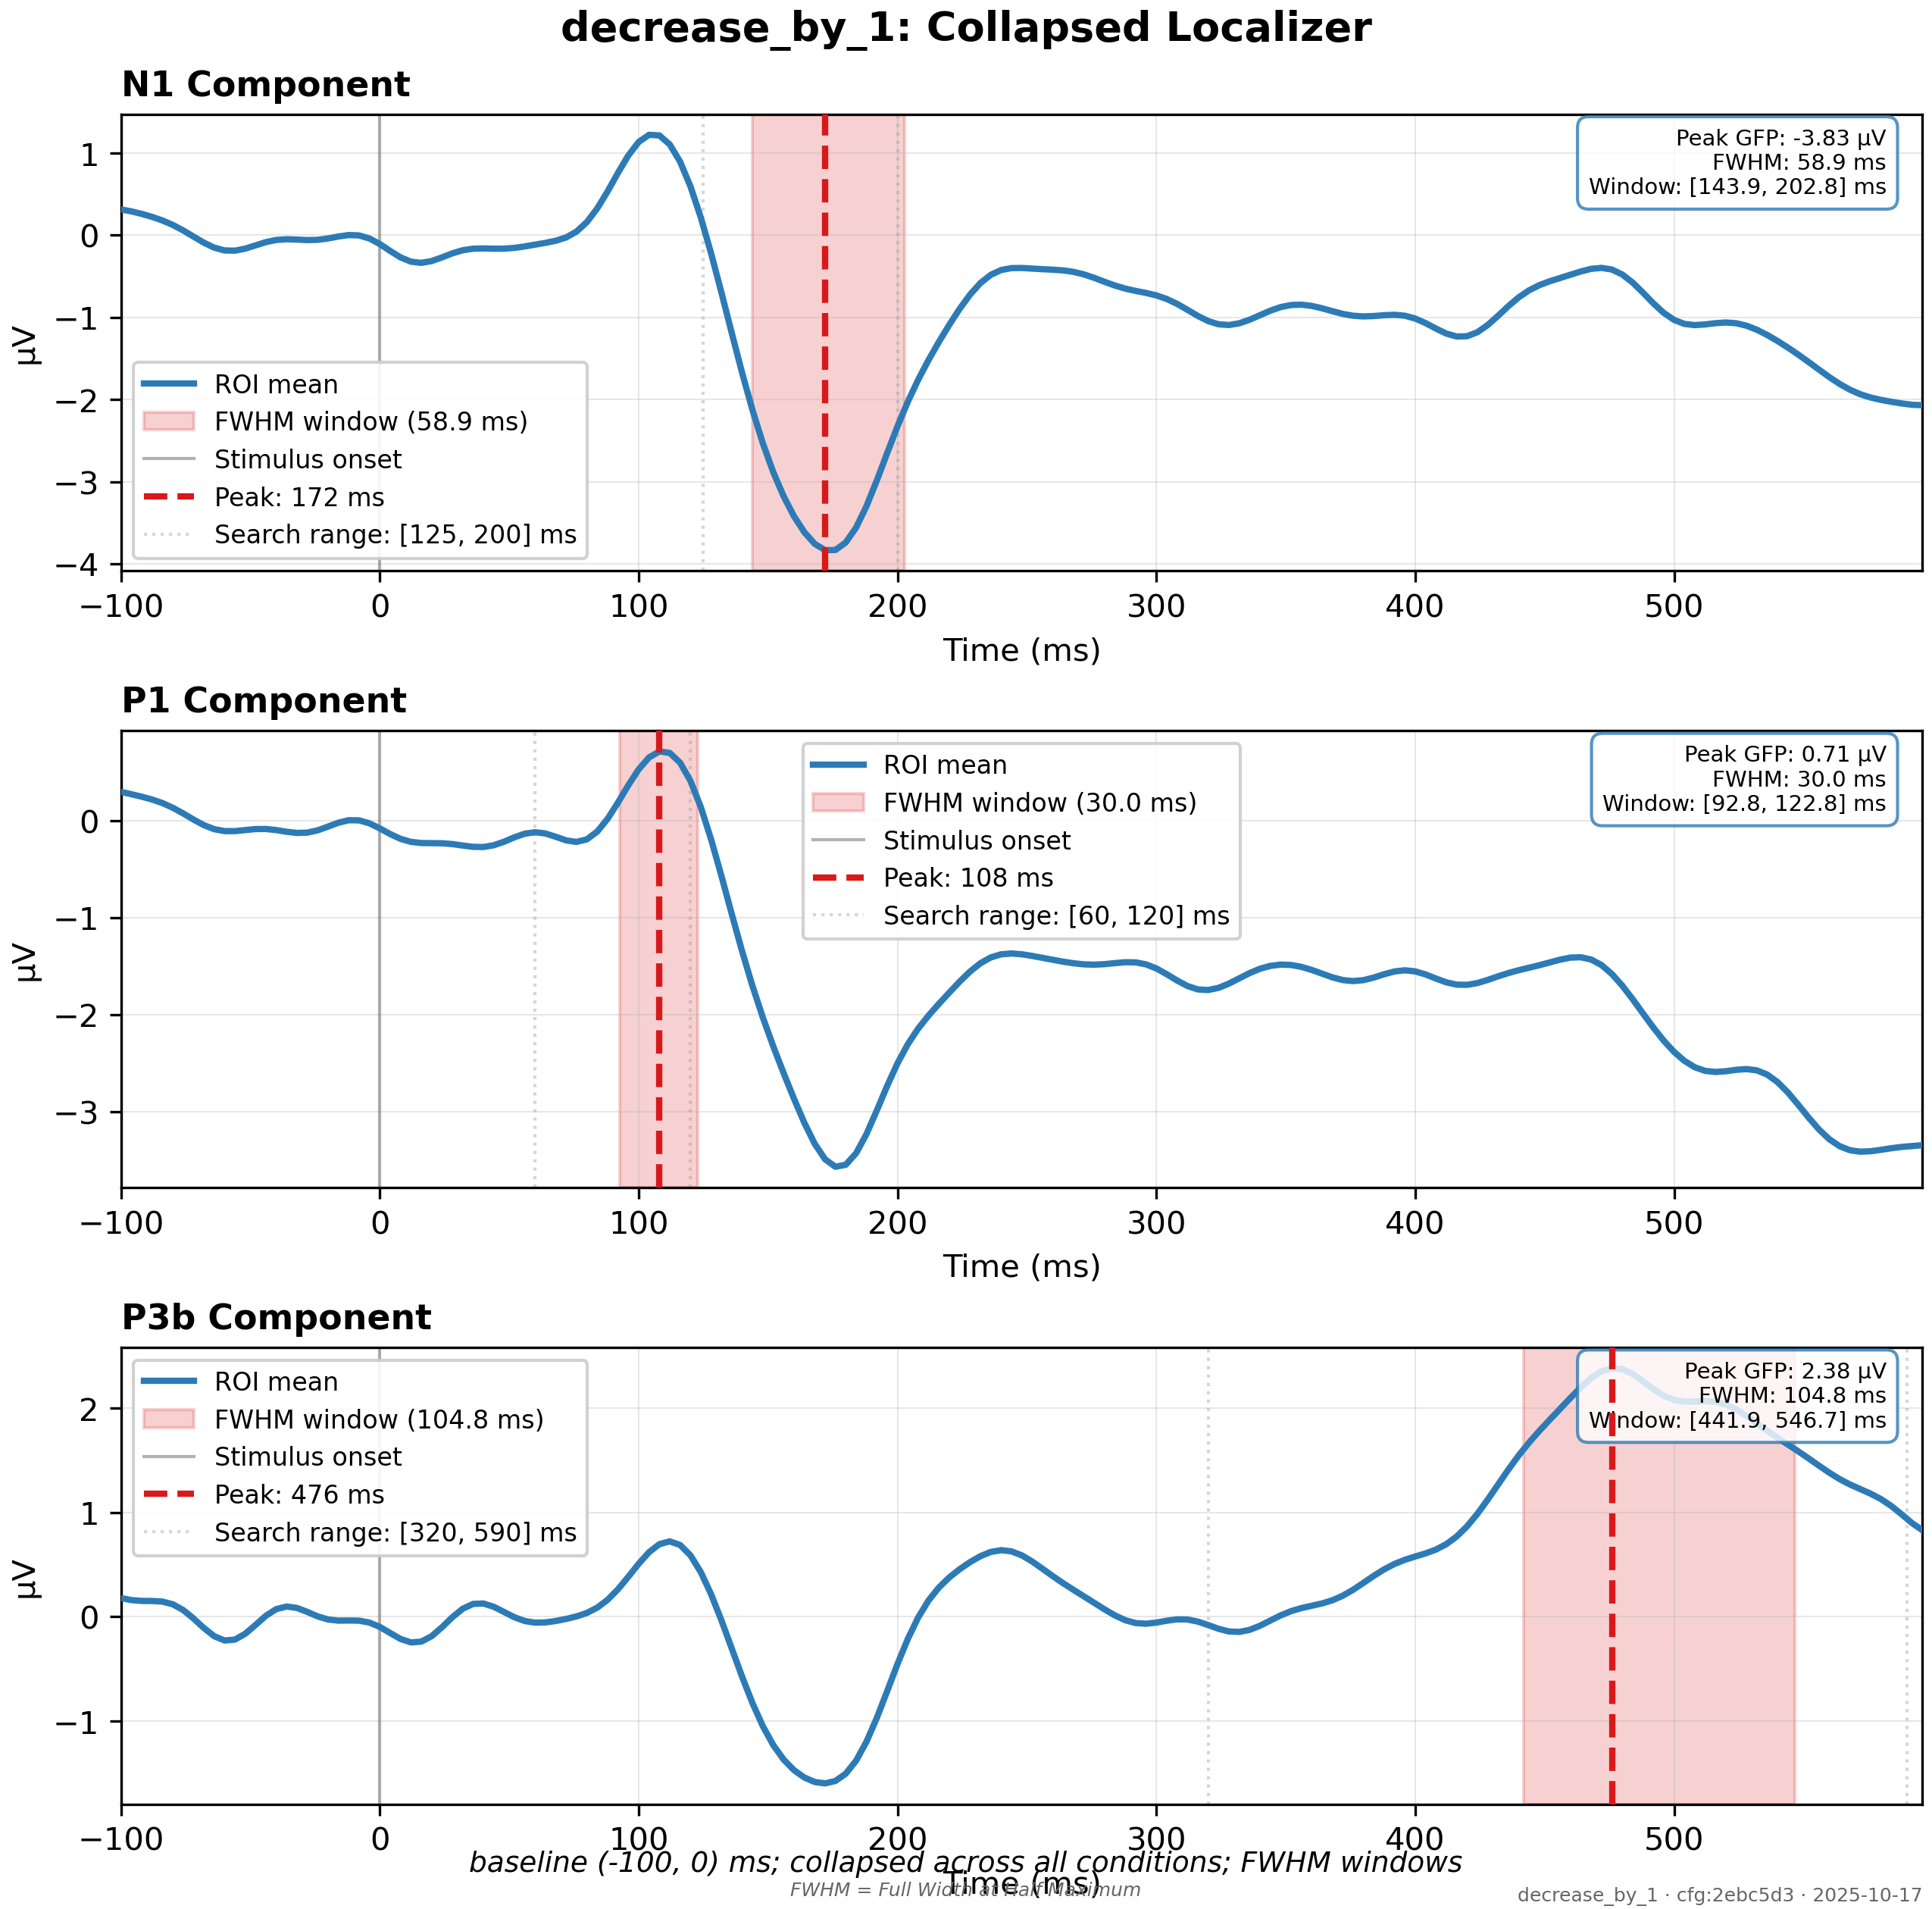 decrease_by_1: Collapsed Localizer
N1 Component
Peak GFP: -3.83 µV
FWHM: 58.9 ms
Window: [143.9, 202.8] ms
1
0
−1
−2
−3
−4
µV
ROI mean
FWHM window (58.9 ms)
Stimulus onset
Peak: 172 ms
Search range: [125, 200] ms
−100 0 100 200 300 400 500
Time (ms)
P1 Component
ROI mean
FWHM window (30.0 ms)
Stimulus onset
Peak: 108 ms
Search range: [60, 120] ms
Peak GFP: 0.71 µV
FWHM: 30.0 ms
Window: [92.8, 122.8] ms
0
−1
−2
−3
µV
−100 0 100 200 300 400 500
Time (ms)
P3b Component
ROI mean
FWHM window (104.8 ms)
Stimulus onset
Peak: 476 ms
Search range: [320, 590] ms
Peak GFP: 2.38 µV
FWHM: 104.8 ms
Window: [441.9, 546.7] ms
2
1
0
−1
µV
−100 0 100 200 300 400 500
baseline (-100, 0) ms; collapsed across all conditions; FWHM windows
Time (ms)
FWHM = Full Width at Half Maximum
decrease_by_1 · cfg:2ebc5d3 · 2025-10-17